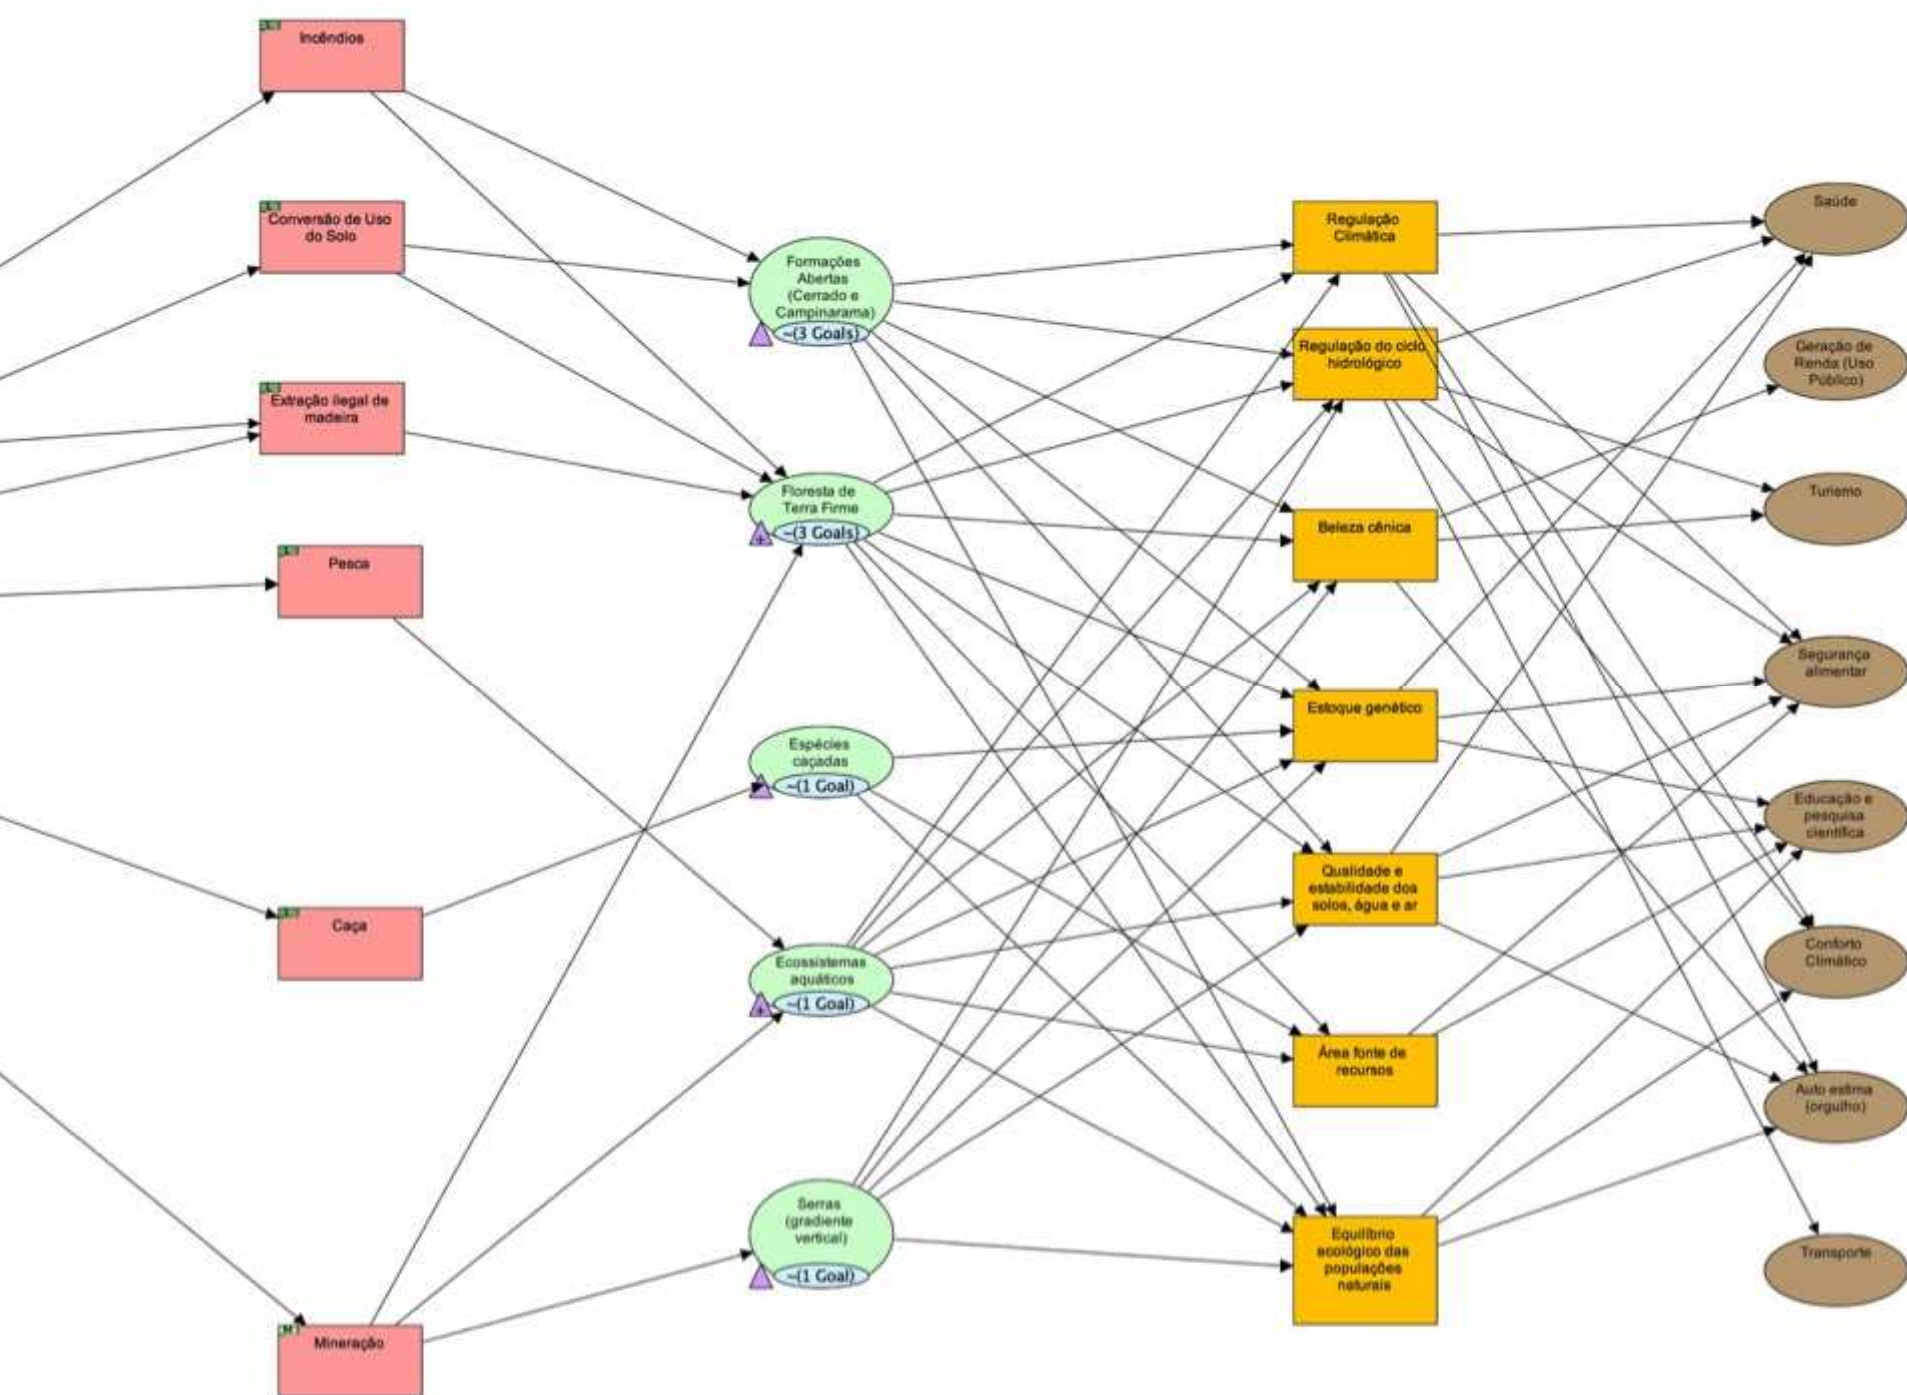 Incêndios
Conversão de Uso
do Solo
Extração ilegal de
madeira
Pesca
Caça
Mineração
Formações
Abertas
(Cerrado e
Campinarama)
~(3 Goals)
Floresta de
Terra Firme
~(3 Goals)
Espécies
caçadas
~(1 Goal)
Ecossistemas
aquáticos
~(1 Goal)
Serras
(gradiente
vertical)
~(1 Goal)
Regulação
Climática
Regulação do ciclo
hidrológico
Beleza cênica
Estoque genético
Qualidade e
estabilidade dos
solos, água e ar
Área fonte de
recursos
Equilíbrio
ecológico das
populações
naturais
Saúde
Geração de
Renda (Uso
Público)
Turismo
Segurança
alimentar
Educação e
pesquisa
científica
Conforto
Climático
Auto estima
(orgulho)
Transporte